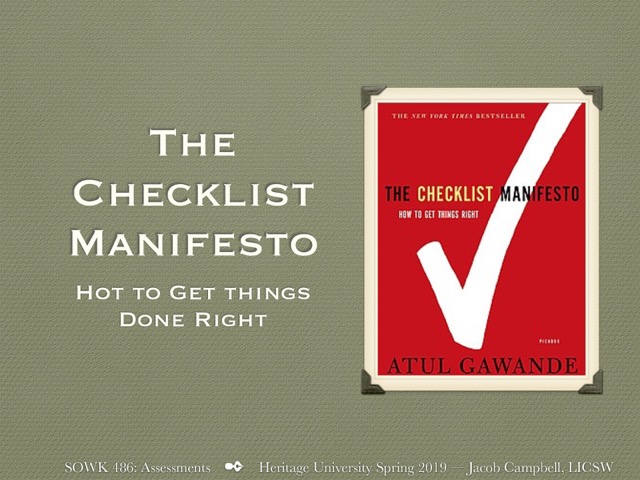 The
Checklist
Manifesto
Hot to Get things
Done Right
THE NEW YORK TIMES BESTSELLER
THE CHECKLIST MANIFESTO
HOW TO GET THINGS RIGHT
PICADOR
ATUL GAWANDE
SOWK 486: Assessments ✒ Heritage University Spring 2019 — Jacob Campbell, LICSW